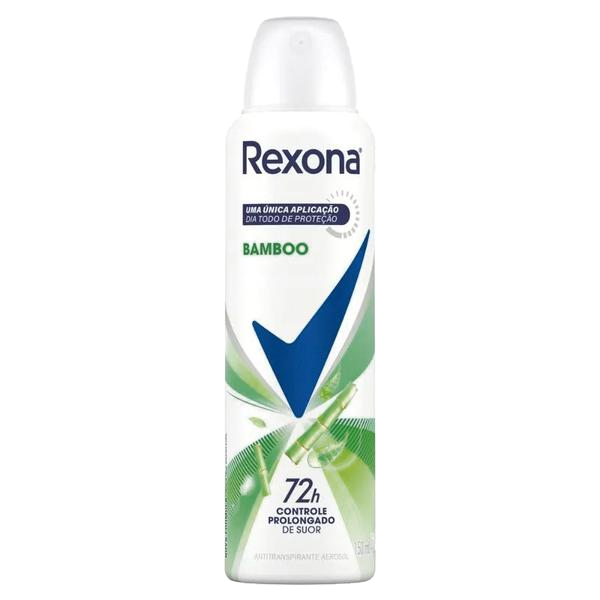 Rexona
UMA ÚNICA APLICAÇÃO
DIA TODO DE PROTEÇÃO
BAMBOO
72h
CONTROLE
PROLONGADO
DE SUOR
ANTITRANSPIRANTE AEROSOL